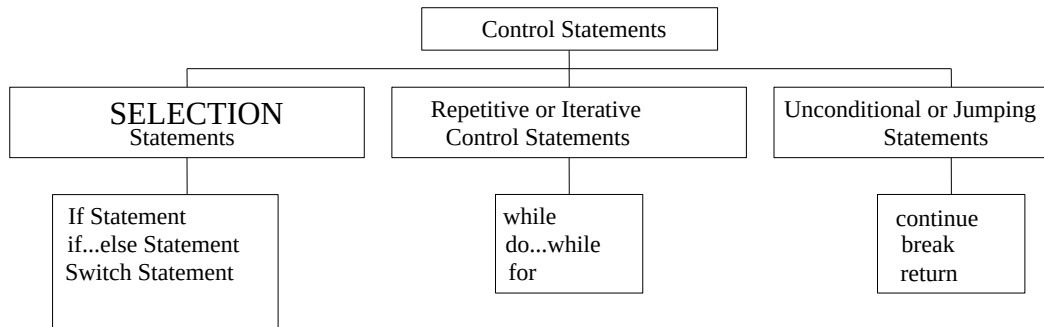 Control Statements
SELECTION
Statements
Repetitive or Iterative
Control Statements
Unconditional or Jumping
Statements
If Statement
if...else Statement
Switch Statement
while
do...while
for
continue
break
return